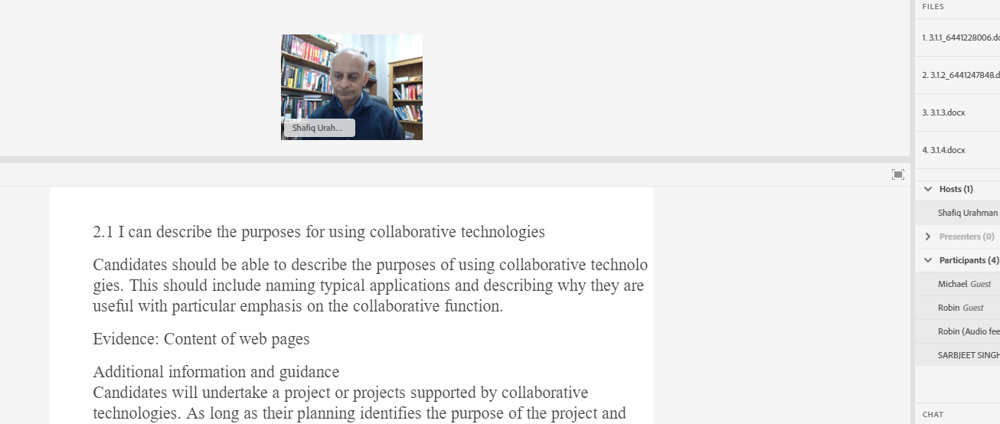 Shafiq Urah...
2.1 I can describe the purposes for using collaborative technologies
Candidates should be able to describe the purposes of using collaborative technolo
gies. This should include naming typical applications and describing why they are
useful with particular emphasis on the collaborative function.
Evidence: Content of web pages
Additional information and guidance
Candidates will undertake a project or projects supported by collaborative
technologies. As long as their planning identifies the purpose of the project and
FILES
1. 3.1.1_6441228006.do
2. 3.1.2_6441247848.d
3. 3.1.3.docx
4. 3.1.4.docx
Hosts (1)
Shafiq Urahman
Presenters (0)
Participants (4)
Michael Guest
Robin Guest
Robin (Audio fee
SARBJEET SINGH
CHAT